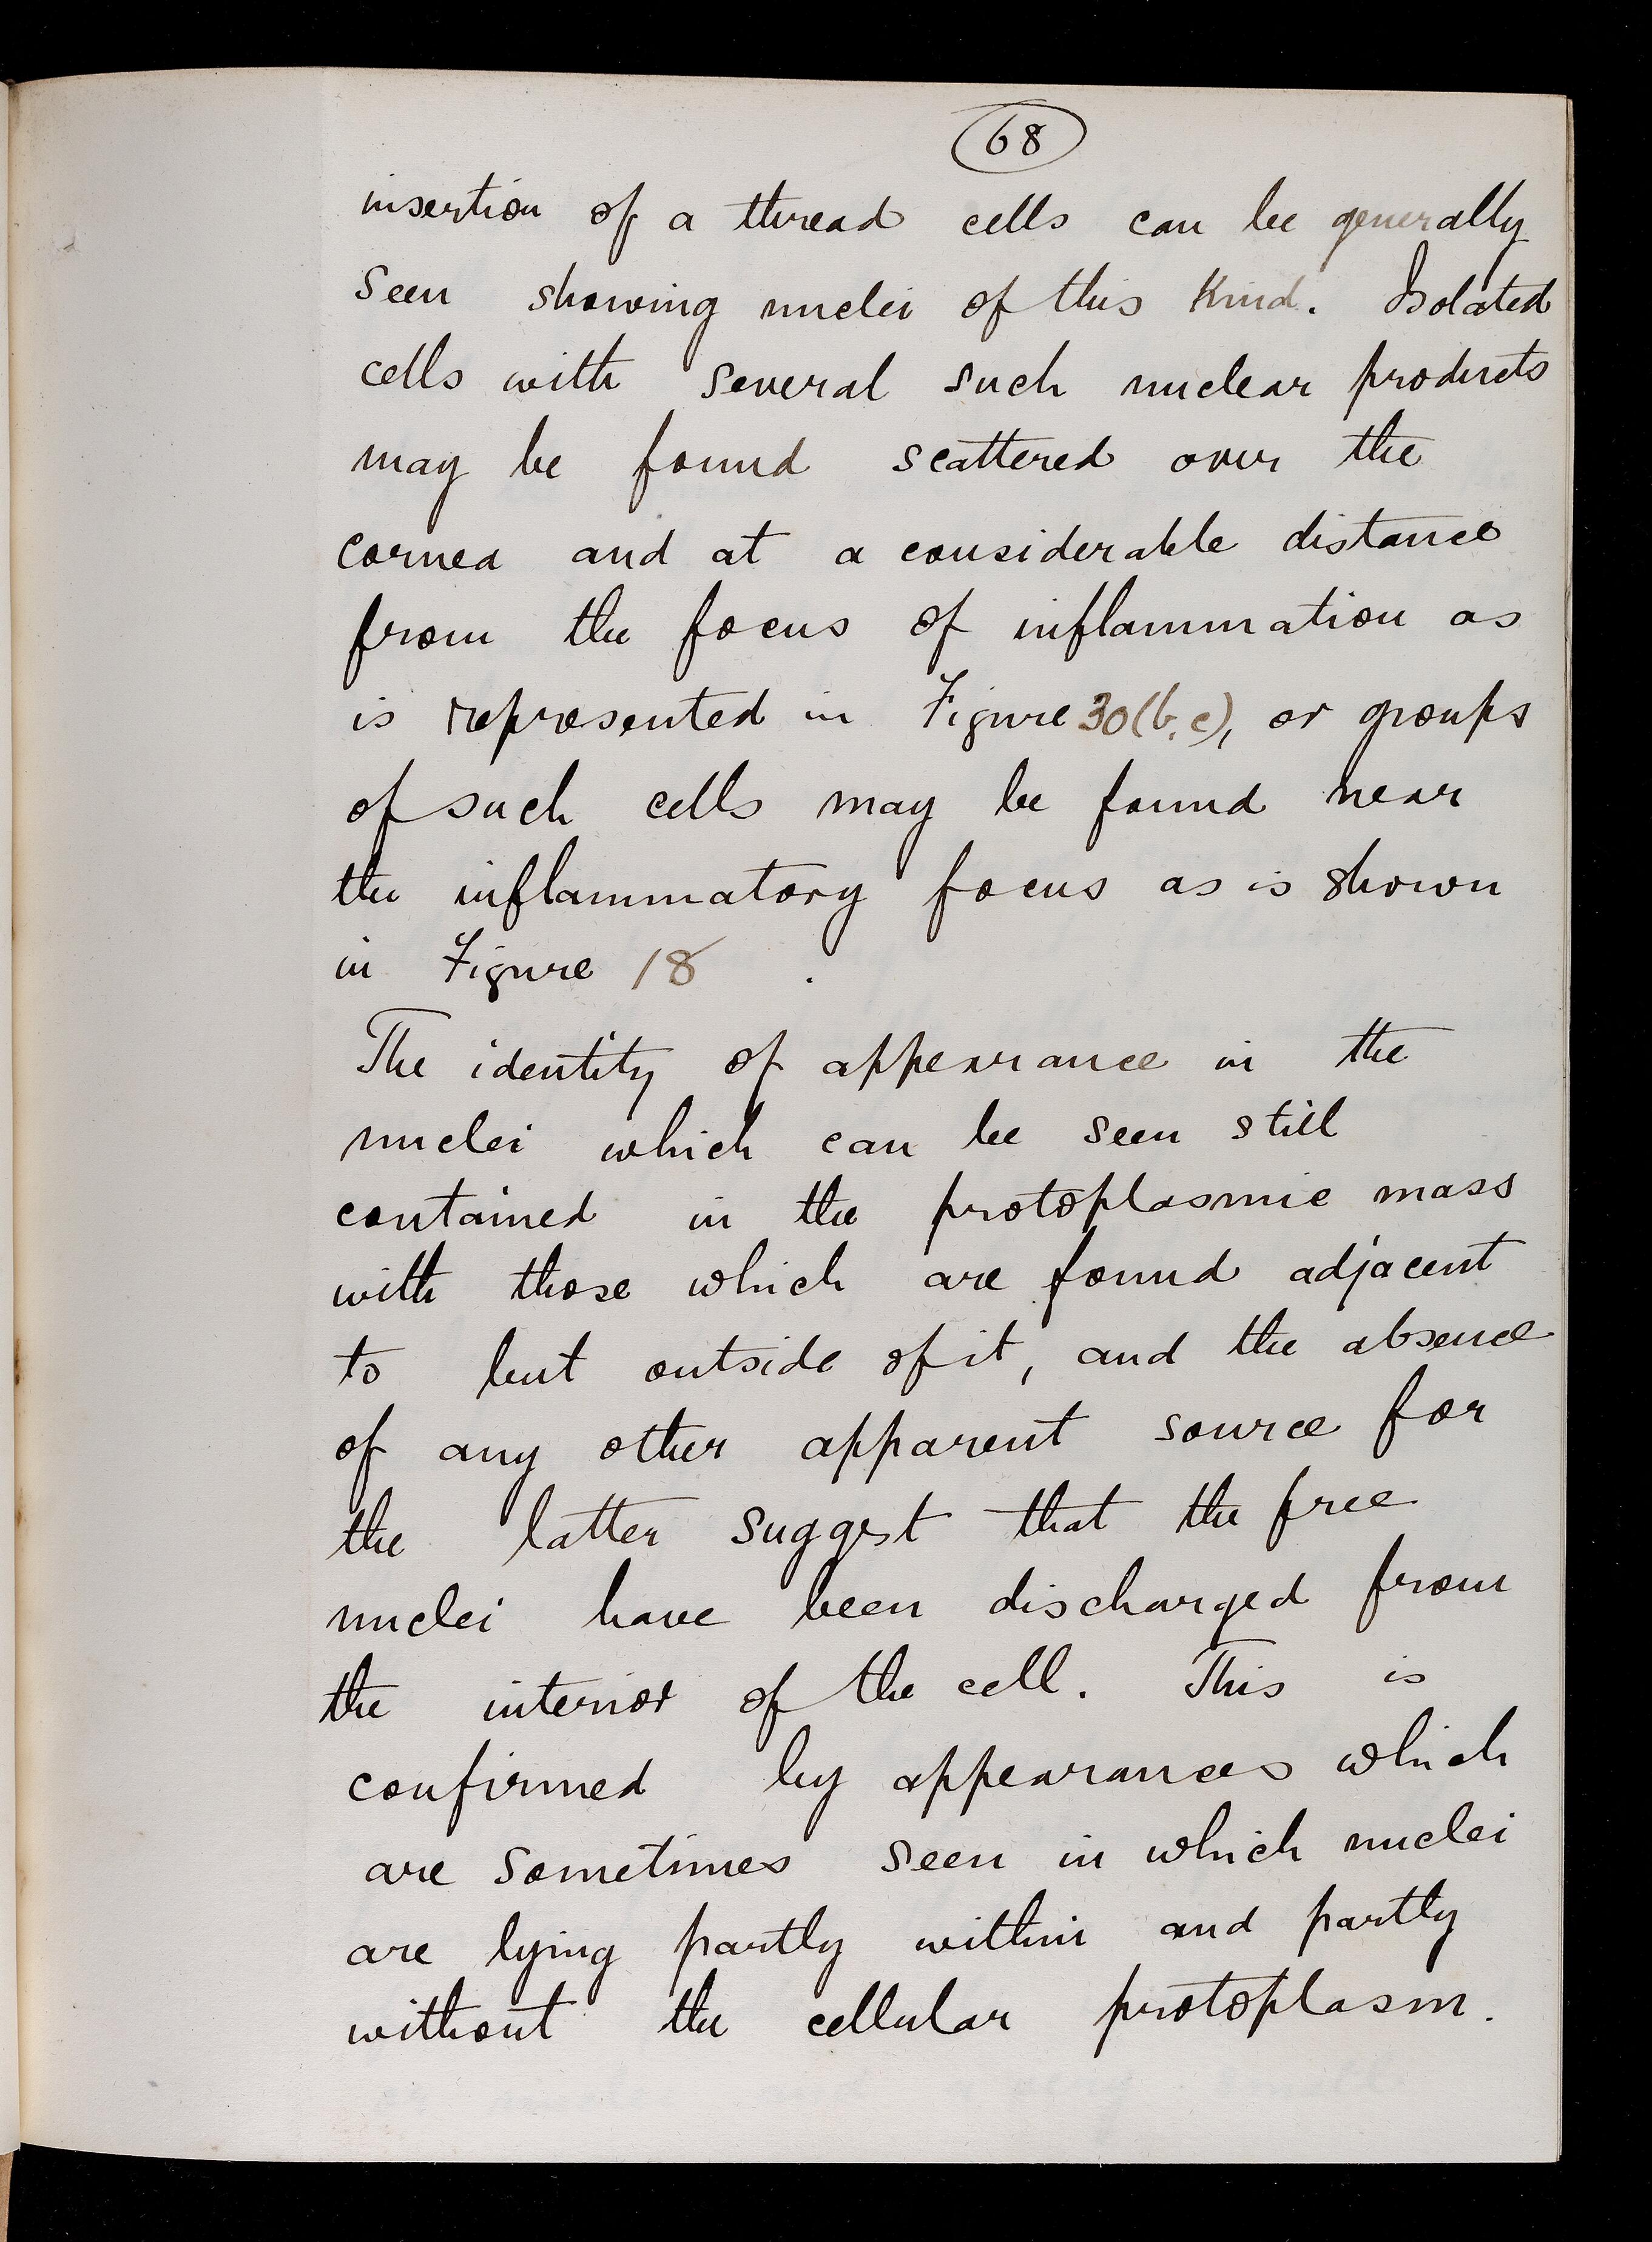 68
insertion of a thread cells can be generally
seen showing nuclei of this kind. Isolated
cells with several such nuclear products
may be found scattered over the
cornea and at a considerable distance
from the focus of inflammation as
is represented in Figure 30(b,c), or groups
of such cells may be found near
the inflammatory focus as is shown
in Figure 18 .
The identity of appearance in the
nuclei which can be seen still
contained in the protoplasmic mass
with those which are found adjacent
to but outside of it, and the absence
of any other apparent source for
the latter suggest that the free
nuclei have been discharged from
the interior of the cell. This is
confirmed by appearances which
are sometimes seen in which nuclei
are lying partly within and partly
without the cellular protoplasm.